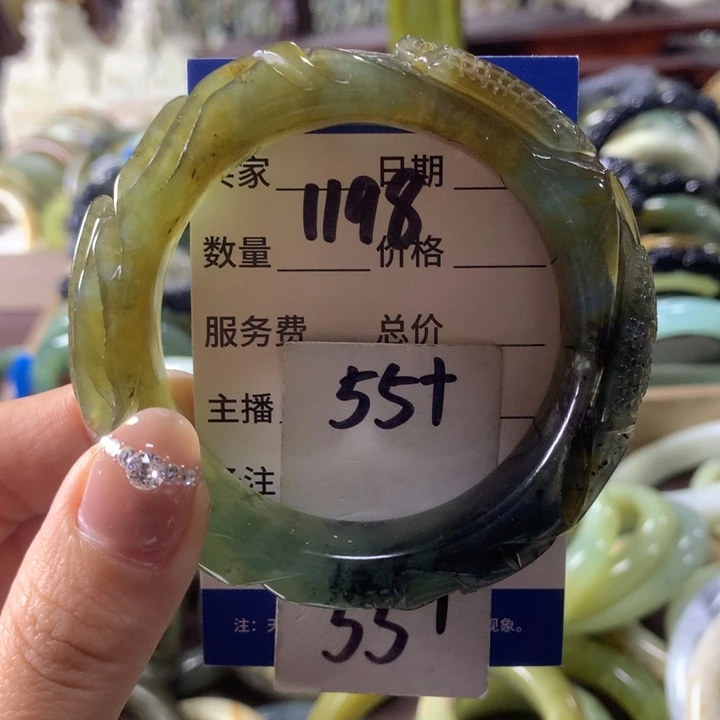 家 日期
1198
数量 价格
服务费 总价
55+
主播
注
注: 现象。
55+